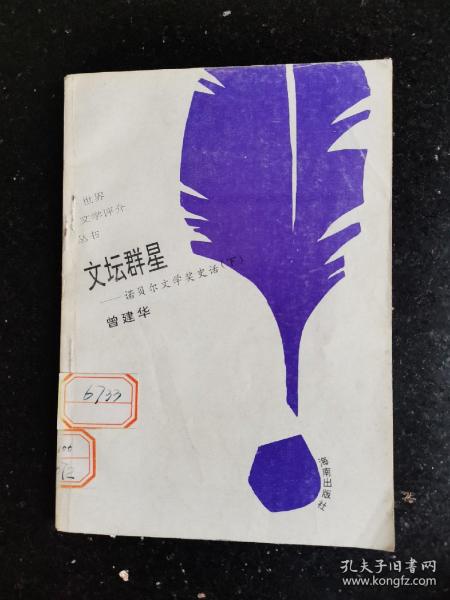 世界
文学评介
丛书
文坛群星
——诺贝尔文学奖史话(下)
曾建华
6733
海南出版社
孔夫子旧书网
www.kongfz.com